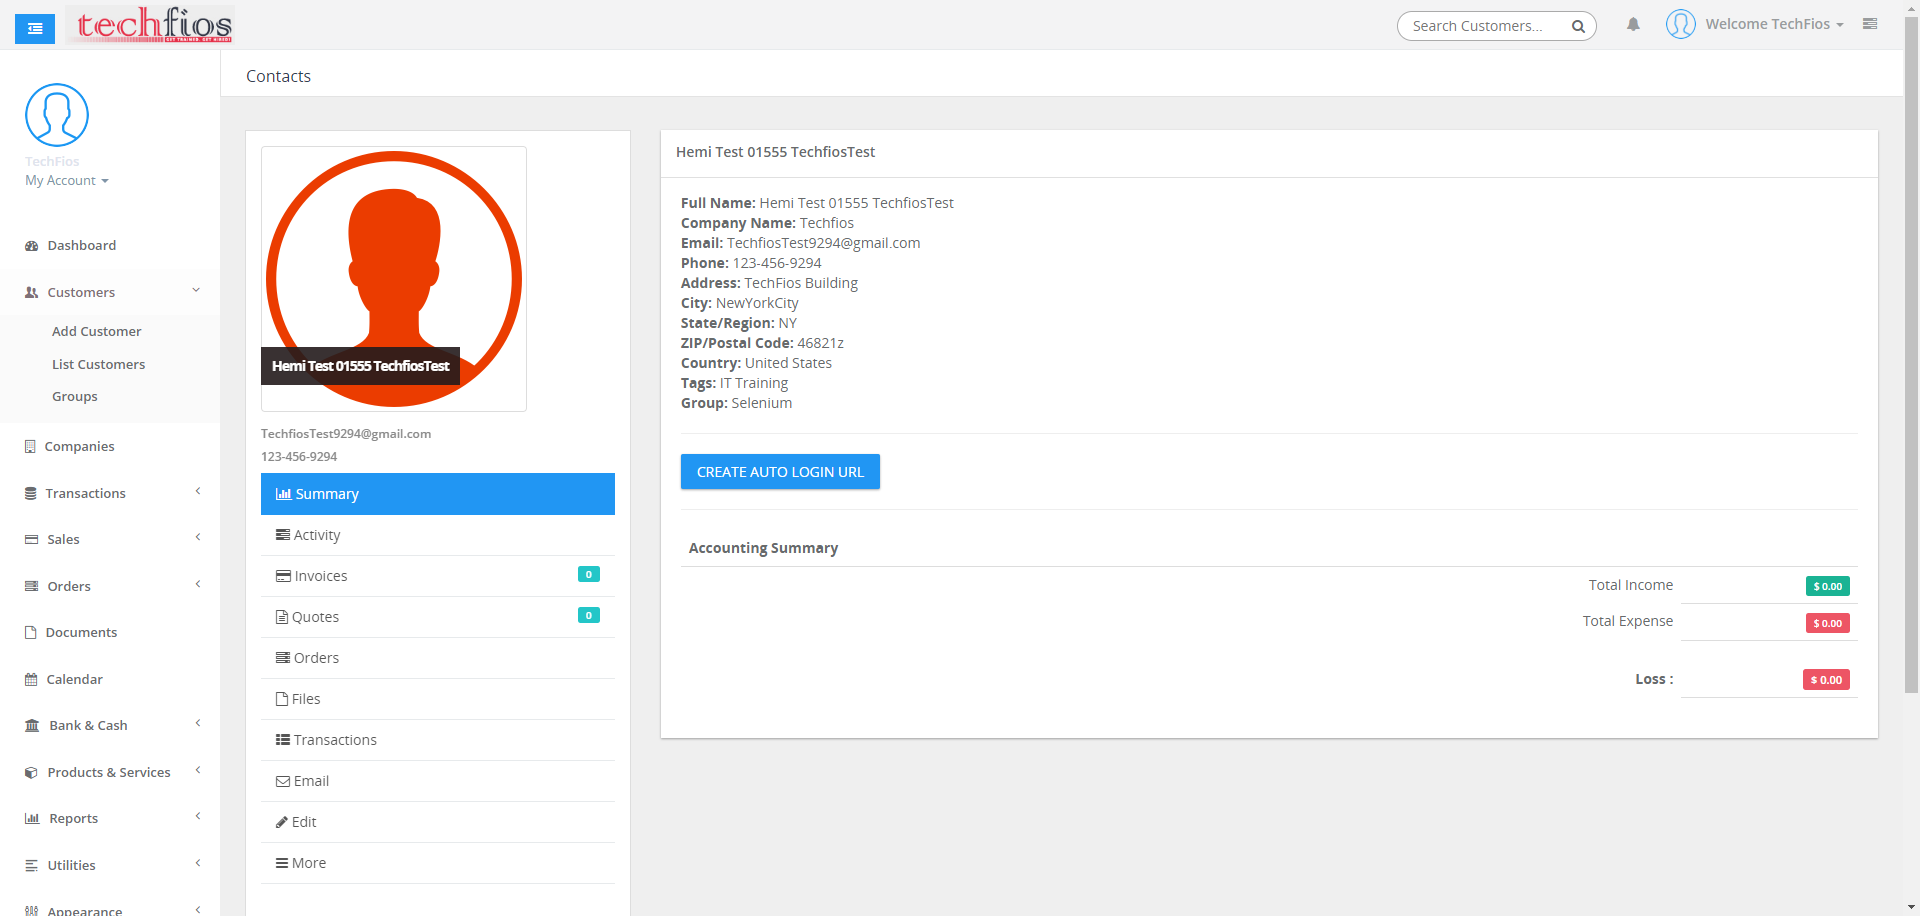 techfios
GET TRAINED. GET HIRED!
Search Customers...
Welcome TechFios
TechFios
My Account
Dashboard
Customers
Add Customer
List Customers
Groups
Companies
Transactions
Sales
Orders
Documents
Calendar
Bank & Cash
Products & Services
Reports
Utilities
Appearance
Contacts
Hemi Test 01555 TechfiosTest
TechfiosTest9294@gmail.com
123-456-9294
Summary
Activity
Invoices 0
Quotes 0
Orders
Files
Transactions
Email
Edit
More
Hemi Test 01555 TechfiosTest
Full Name: Hemi Test 01555 TechfiosTest
Company Name: Techfios
Email: TechfiosTest9294@gmail.com
Phone: 123-456-9294
Address: TechFios Building
City: NewYorkCity
State/Region: NY
ZIP/Postal Code: 46821z
Country: United States
Tags: IT Training
Group: Selenium
CREATE AUTO LOGIN URL
Accounting Summary
Total Income $ 0.00
Total Expense $ 0.00
Loss : $ 0.00